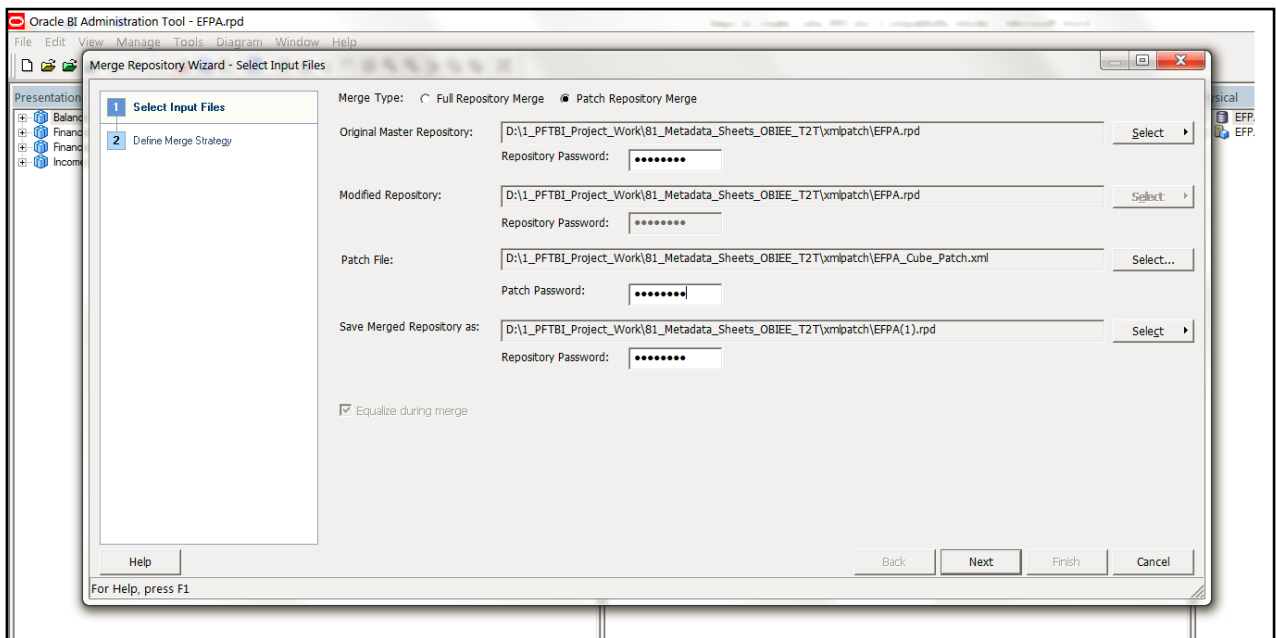 Oracle BI Administration Tool - EFPA.rpd
File Edit View Manage Tools Diagram Window Help
Merge Repository Wizard - Select Input Files
Presentation
sical
Balanc
Financ
Financ
Income
EFP.
EFP.
1 Select Input Files
2 Define Merge Strategy
Merge Type: Full Repository Merge Patch Repository Merge
Original Master Repository: D:\1_PFTBI_Project_Work\81_Metadata_Sheets_OBIEE_T2T\xmlpatch\EFPA.rpd Select
Repository Password: ••••••••
Modified Repository: D:\1_PFTBI_Project_Work\81_Metadata_Sheets_OBIEE_T2T\xmlpatch\EFPA.rpd Select
Repository Password: ••••••••
Patch File: D:\1_PFTBI_Project_Work\81_Metadata_Sheets_OBIEE_T2T\xmlpatch\EFPA_Cube_Patch.xml Select...
Patch Password: ••••••••
Save Merged Repository as: D:\1_PFTBI_Project_Work\81_Metadata_Sheets_OBIEE_T2T\xmlpatch\EFPA(1).rpd Select
Repository Password: ••••••••
Equalize during merge
Help Back Next Finish Cancel
For Help, press F1